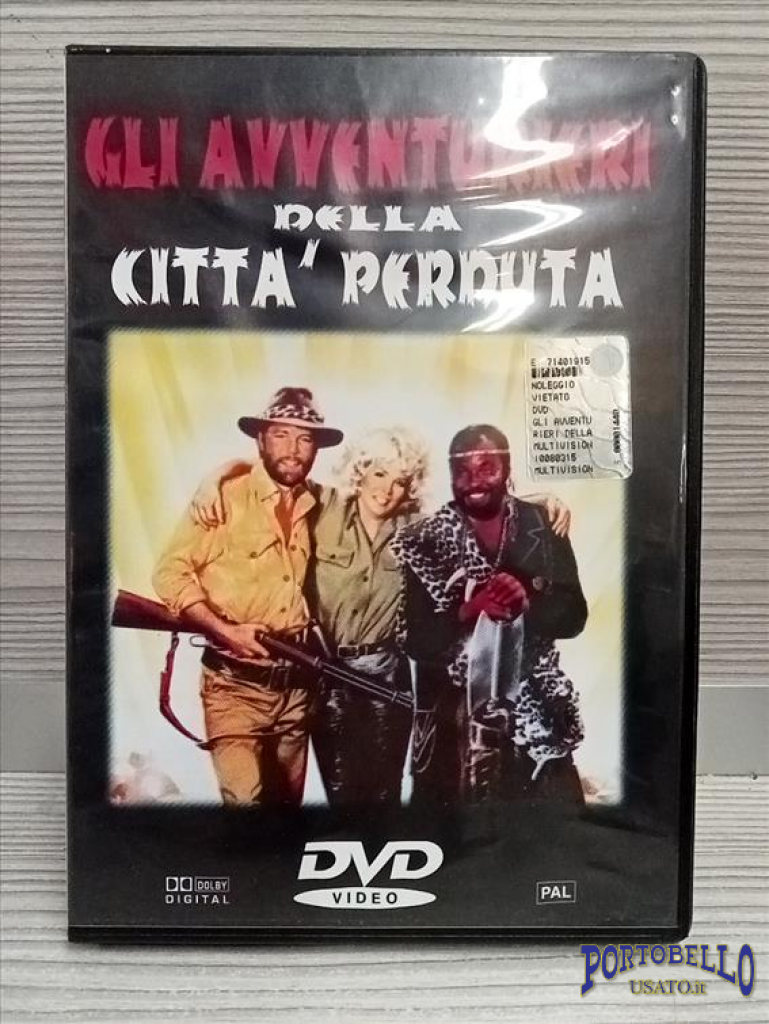 GLI AVVENTURIERI
DELLA
CITTA' PERDUTA
E 71401915
NOLEGGIO
VIETATO
DVD
GLI AVVENTU
RIERI DELLA
MULTIVISION
10080315
MULTIVISION
DVD
VIDEO
DOLBY
DIGITAL
PAL
PORTOBELLO
USATO.it